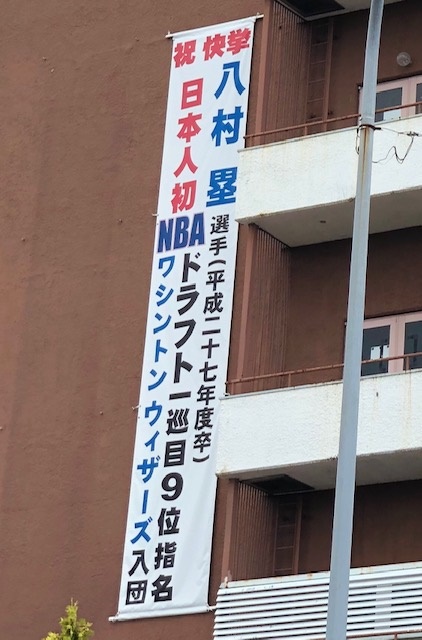 祝 快挙
八村 塁選手(平成二十七年度卒)
日本人初NBAドラフト一巡目9位指名
ワシントン ウィザーズ入団